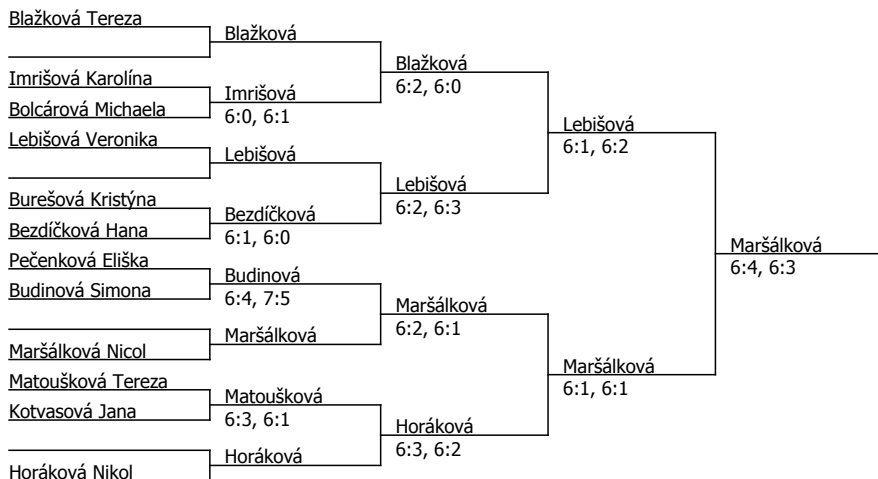 Blažková Tereza
Imrišová Karolína
Bolcárová Michaela
Lebišová Veronika
Burešová Kristýna
Bezdíčková Hana
Pečenková Eliška
Budinová Simona
Maršálková Nicol
Matoušková Tereza
Kotvasová Jana
Horáková Nikol
Blažková
Imrišová
6:0, 6:1
Lebišová
Bezdíčková
6:1, 6:0
Budinová
6:4, 7:5
Maršálková
Matoušková
6:3, 6:1
Horáková
Blažková
6:2, 6:0
Lebišová
6:2, 6:3
Maršálková
6:2, 6:1
Horáková
6:3, 6:2
Lebišová
6:1, 6:2
Maršálková
6:1, 6:1
Maršálková
6:4, 6:3